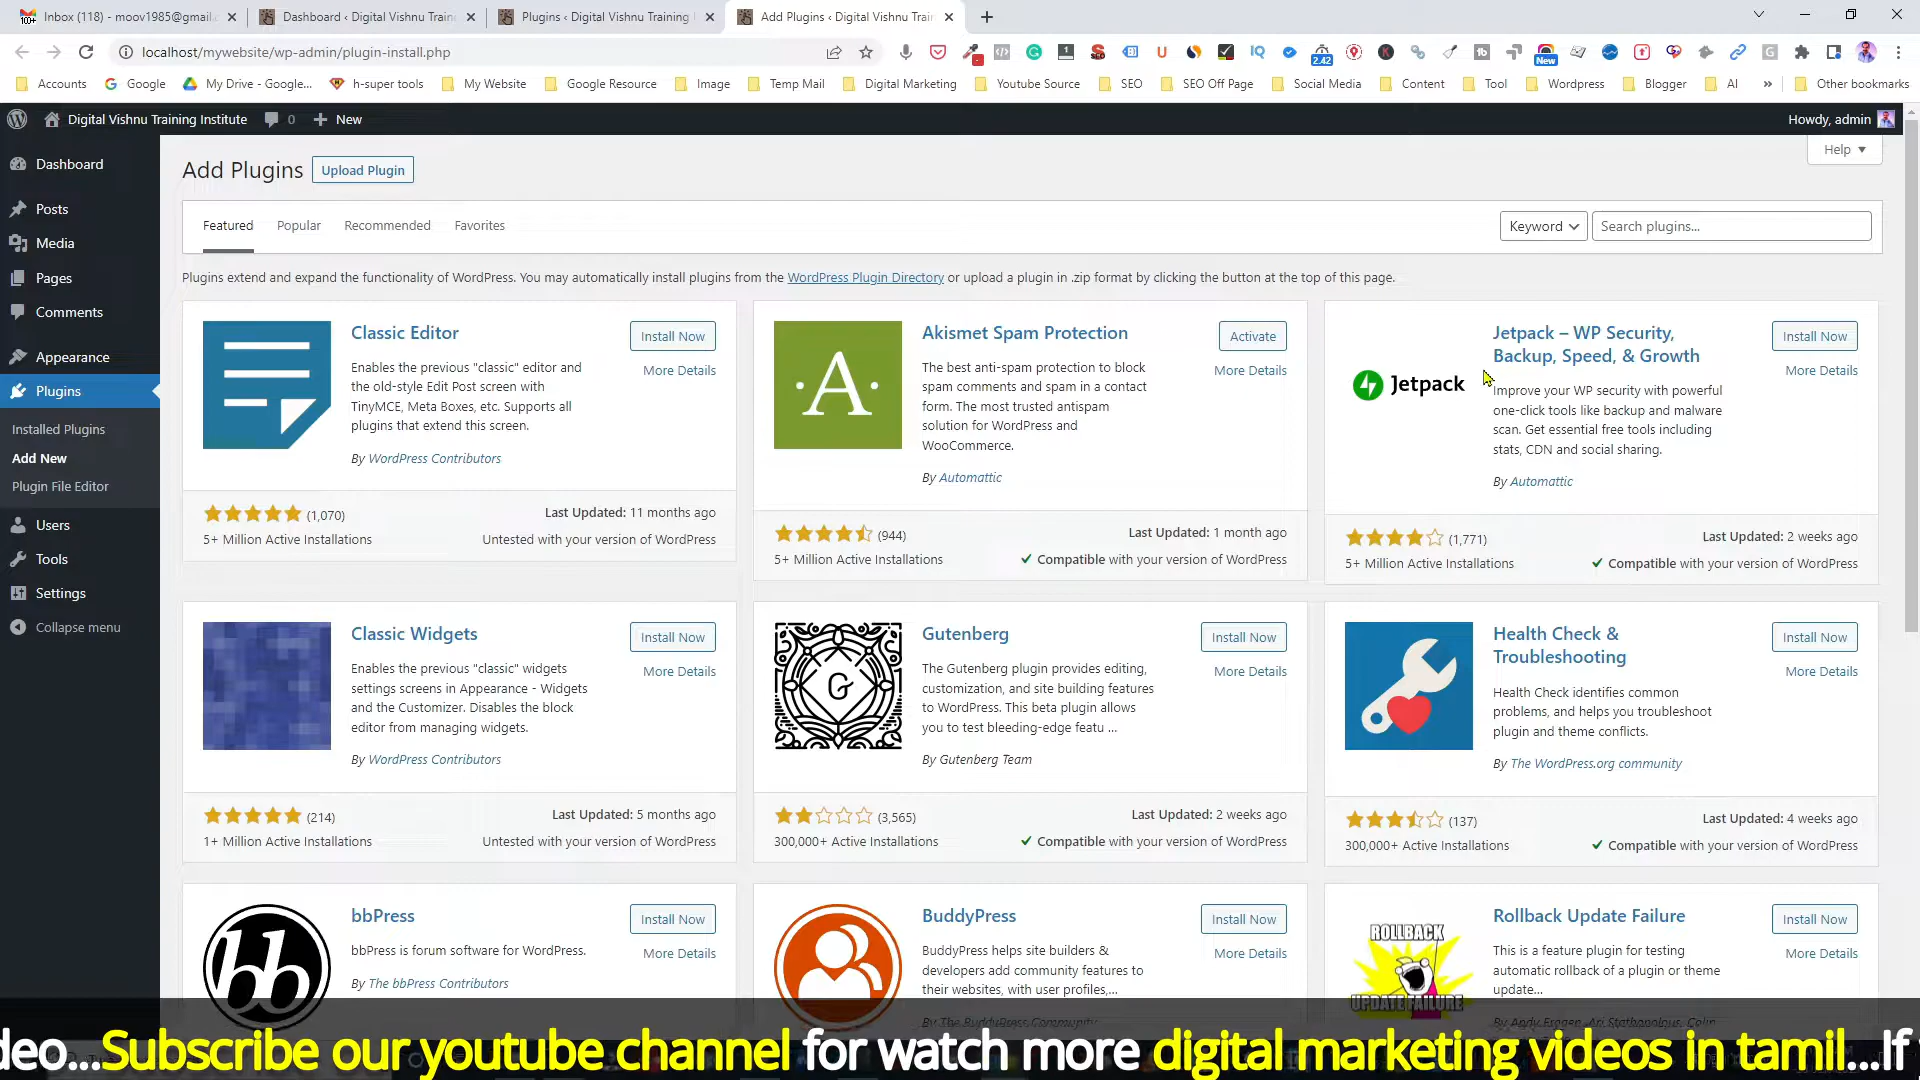 Inbox (118) - moov1985@gmail.
Dashboard ‹ Digital Vishnu Traini
Plugins ‹ Digital Vishnu Training
Add Plugins ‹ Digital Vishnu Trai
localhost/mywebsite/wp-admin/plugin-install.php
2.42
New
Accounts
Google
My Drive - Google...
h-super tools
My Website
Google Resource
Image
Temp Mail
Digital Marketing
Youtube Source
SEO
SEO Off Page
Social Media
Content
Tool
Wordpress
Blogger
AI
»
Other bookmarks
Digital Vishnu Training Institute
0
New
Howdy, admin
Dashboard
Posts
Media
Pages
Comments
Appearance
Plugins
Installed Plugins
Add New
Plugin File Editor
Users
Tools
Settings
Collapse menu
Help
Add Plugins
Upload Plugin
Featured
Popular
Recommended
Favorites
Keyword
Search plugins...
Plugins extend and expand the functionality of WordPress. You may automatically install plugins from the WordPress Plugin Directory or upload a plugin in .zip format by clicking the button at the top of this page.
Classic Editor
Install Now
More Details
Enables the previous "classic" editor and
the old-style Edit Post screen with
TinyMCE, Meta Boxes, etc. Supports all
plugins that extend this screen.
By WordPress Contributors
(1,070)
Last Updated: 11 months ago
5+ Million Active Installations
Untested with your version of WordPress
A
Akismet Spam Protection
Activate
More Details
The best anti-spam protection to block
spam comments and spam in a contact
form. The most trusted antispam
solution for WordPress and
WooCommerce.
By Automattic
(944)
Last Updated: 1 month ago
5+ Million Active Installations
Compatible with your version of WordPress
Jetpack
Jetpack – WP Security,
Backup, Speed, & Growth
Install Now
More Details
Improve your WP security with powerful
one-click tools like backup and malware
scan. Get essential free tools including
stats, CDN and social sharing.
By Automattic
(1,771)
Last Updated: 2 weeks ago
5+ Million Active Installations
Compatible with your version of WordPress
Classic Widgets
Install Now
More Details
Enables the previous "classic" widgets
settings screens in Appearance - Widgets
and the Customizer. Disables the block
editor from managing widgets.
By WordPress Contributors
(214)
Last Updated: 5 months ago
1+ Million Active Installations
Untested with your version of WordPress
G
Gutenberg
Install Now
More Details
The Gutenberg plugin provides editing,
customization, and site building features
to WordPress. This beta plugin allows
you to test bleeding-edge featu ...
By Gutenberg Team
(3,565)
Last Updated: 2 weeks ago
300,000+ Active Installations
Compatible with your version of WordPress
Health Check &
Troubleshooting
Install Now
More Details
Health Check identifies common
problems, and helps you troubleshoot
plugin and theme conflicts.
By The WordPress.org community
(137)
Last Updated: 4 weeks ago
300,000+ Active Installations
Compatible with your version of WordPress
bb
bbPress
Install Now
More Details
bbPress is forum software for WordPress.
By The bbPress Contributors
BuddyPress
Install Now
More Details
BuddyPress helps site builders &
developers add community features to
their websites, with user profiles,...
By The BuddyPress Community
ROLLBACK
UPDATE FAILURE
Rollback Update Failure
Install Now
More Details
This is a feature plugin for testing
automatic rollback of a plugin or theme
update...
By Andy Fragen, Ari Stathopolous, Colin
deo...Subscribe our youtube channel for watch more digital marketing videos in tamil...If